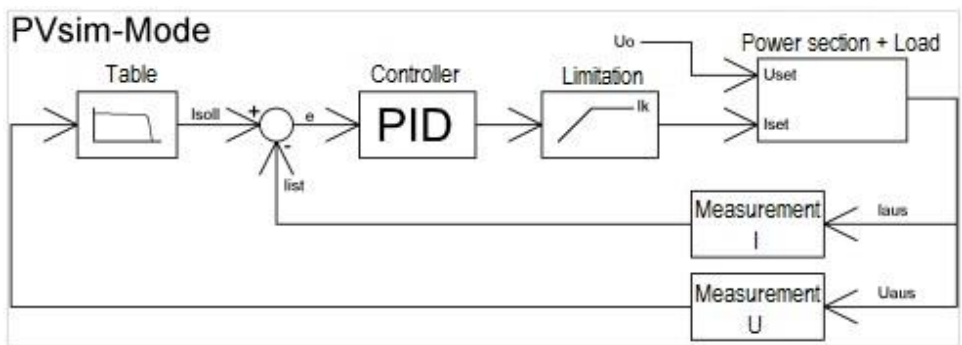 PVsim-Mode
Table
Isoll
+
-
e
Iist
Controller
PID
Limitation
Ik
Uo
Power section + Load
Uset
Iset
Measurement
I
Iaus
Measurement
U
Uaus